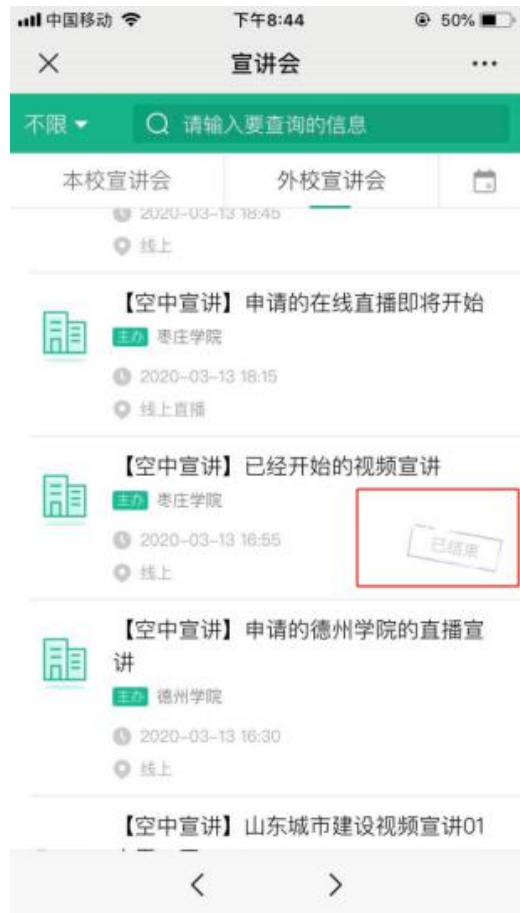 中国移动 下午8:44 50%
宣讲会
不限 请输入要查询的信息
本校宣讲会 外校宣讲会
2020-03-13 18:45
线上
【空中宣讲】申请的在线直播即将开始
主办 枣庄学院
2020-03-13 18:15
线上直播
【空中宣讲】已经开始的视频宣讲
主办 枣庄学院
2020-03-13 16:55
已结束
线上
【空中宣讲】申请的德州学院的直播宣
讲
主办 德州学院
2020-03-13 16:30
线上
【空中宣讲】山东城市建设视频宣讲01